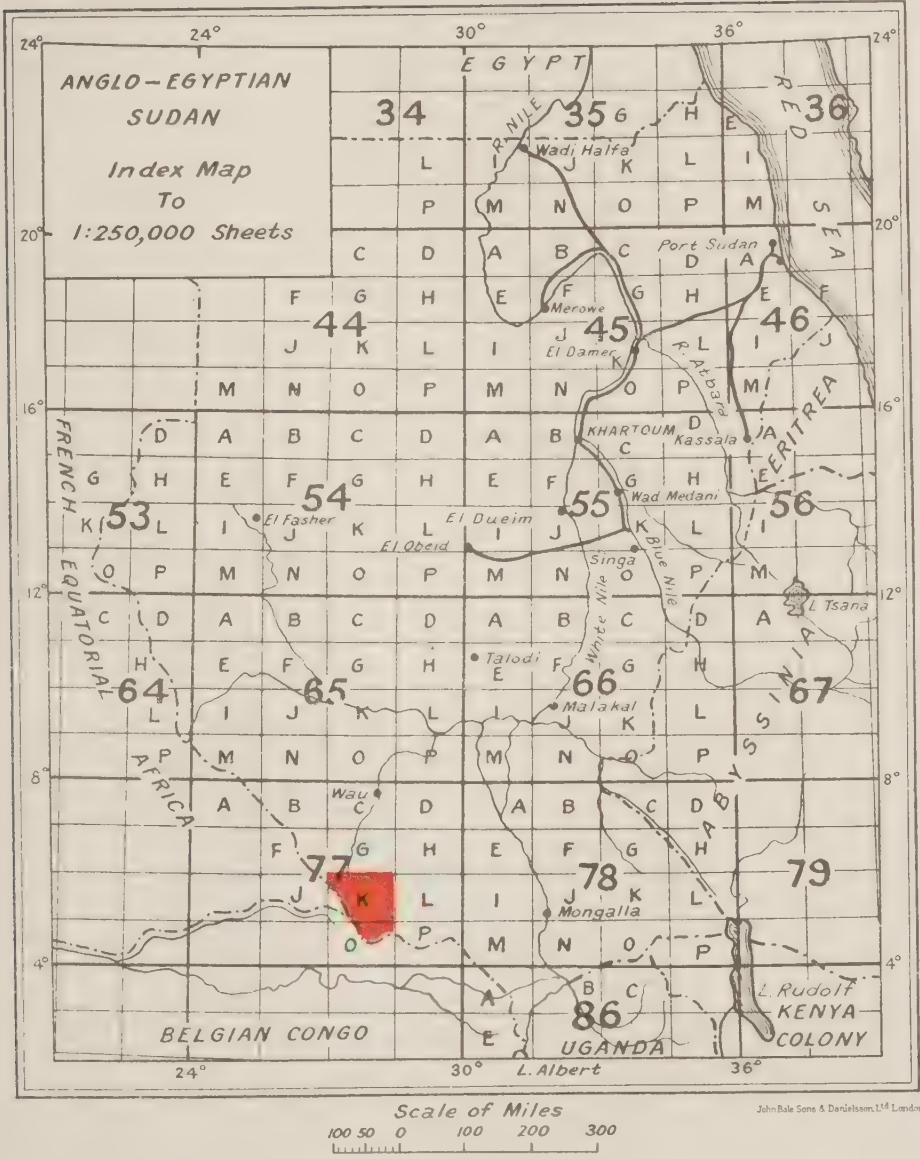 24° 30° 36°
24° 24°
ANGLO–EGYPTIAN
SUDAN
Index Map
To
1:250,000 Sheets
EGYPT
R. NILE
RED SEA
34 35 G H E 36
Wadi Halfa
L J K L I
P M N O P M
20° 20°
Port Sudan
C D A B C D A
F G H E F G H E F
Merowe
44 45 46
El Damer
J K L I J K L I J
R. Atbara
M N O P M N O P M
16° 16°
FRENCH EQUATORIAL AFRICA
ERITREA
D A B C D A B KHARTOUM C D Kassala A
G H E F G H E F G H E
53 54 55 56
Wad Medani
El Fasher
El Dueim
K L I J K L I J K L I
El Obeid
Singa
Blue Nile
White Nile
O P M N O P M N O P M
12° 12°
L Tsana
C D A B C D A B C D A
H E F G H Talodi E F G H
64 65 66 67
Malakal
L I J K L I J K L
ABYSSINIA
P M N O P M N O P
8° 8°
Wau
A B C D A B C D
F G H E F G H
77 78 79
J K L I J K L
Mongalla
O P M N O P
4° 4°
L. Rudolf
A B C
86
E
BELGIAN CONGO
UGANDA
KENYA
COLONY
24° 30° 36°
L. Albert
Scale of Miles
100 50 0 100 200 300
John Bale Sons & Danielsson, Ltd London